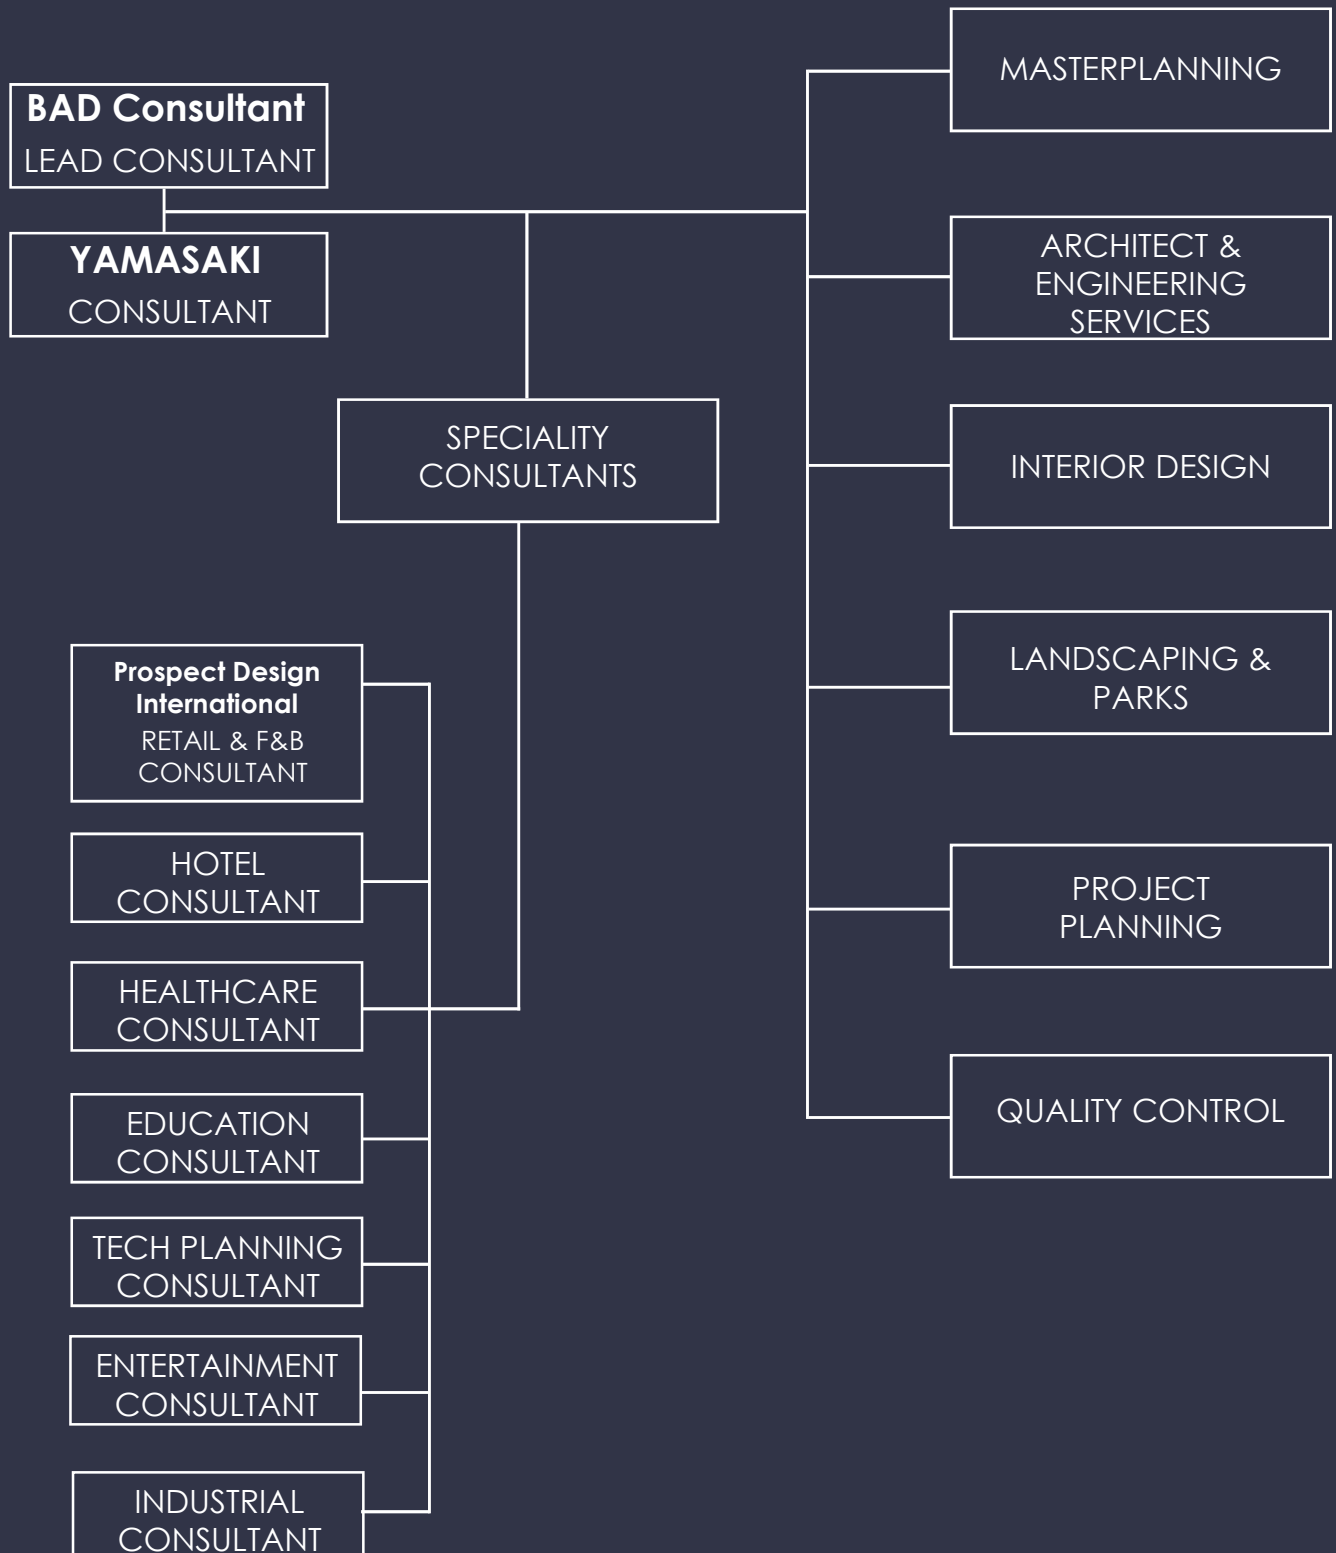 BAD Consultant
LEAD CONSULTANT
YAMASAKI
CONSULTANT
SPECIALITY
CONSULTANTS
Prospect Design
International
RETAIL & F&B
CONSULTANT
HOTEL
CONSULTANT
HEALTHCARE
CONSULTANT
EDUCATION
CONSULTANT
TECH PLANNING
CONSULTANT
ENTERTAINMENT
CONSULTANT
INDUSTRIAL
CONSULTANT
MASTERPLANNING
ARCHITECT &
ENGINEERING
SERVICES
INTERIOR DESIGN
LANDSCAPING &
PARKS
PROJECT
PLANNING
QUALITY CONTROL